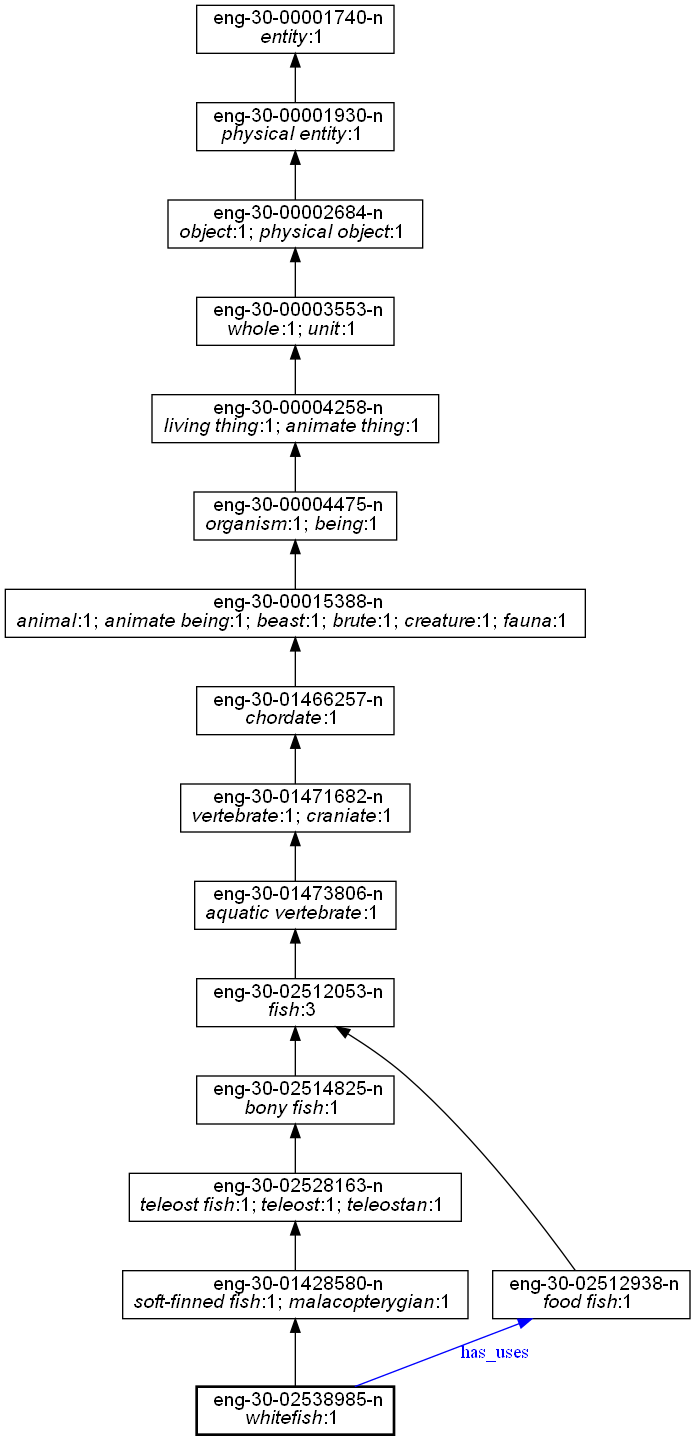 eng-30-00001740-n
entity:1
eng-30-00001930-n
physical entity:1
eng-30-00002684-n
object:1; physical object:1
eng-30-00003553-n
whole:1; unit:1
eng-30-00004258-n
living thing:1; animate thing:1
eng-30-00004475-n
organism:1; being:1
eng-30-00015388-n
animal:1; animate being:1; beast:1; brute:1; creature:1; fauna:1
eng-30-01466257-n
chordate:1
eng-30-01471682-n
vertebrate:1; craniate:1
eng-30-01473806-n
aquatic vertebrate:1
eng-30-02512053-n
fish:3
eng-30-02514825-n
bony fish:1
eng-30-02528163-n
teleost fish:1; teleost:1; teleostan:1
eng-30-01428580-n
soft-finned fish:1; malacopterygian:1
eng-30-02512938-n
food fish:1
has_uses
eng-30-02538985-n
whitefish:1